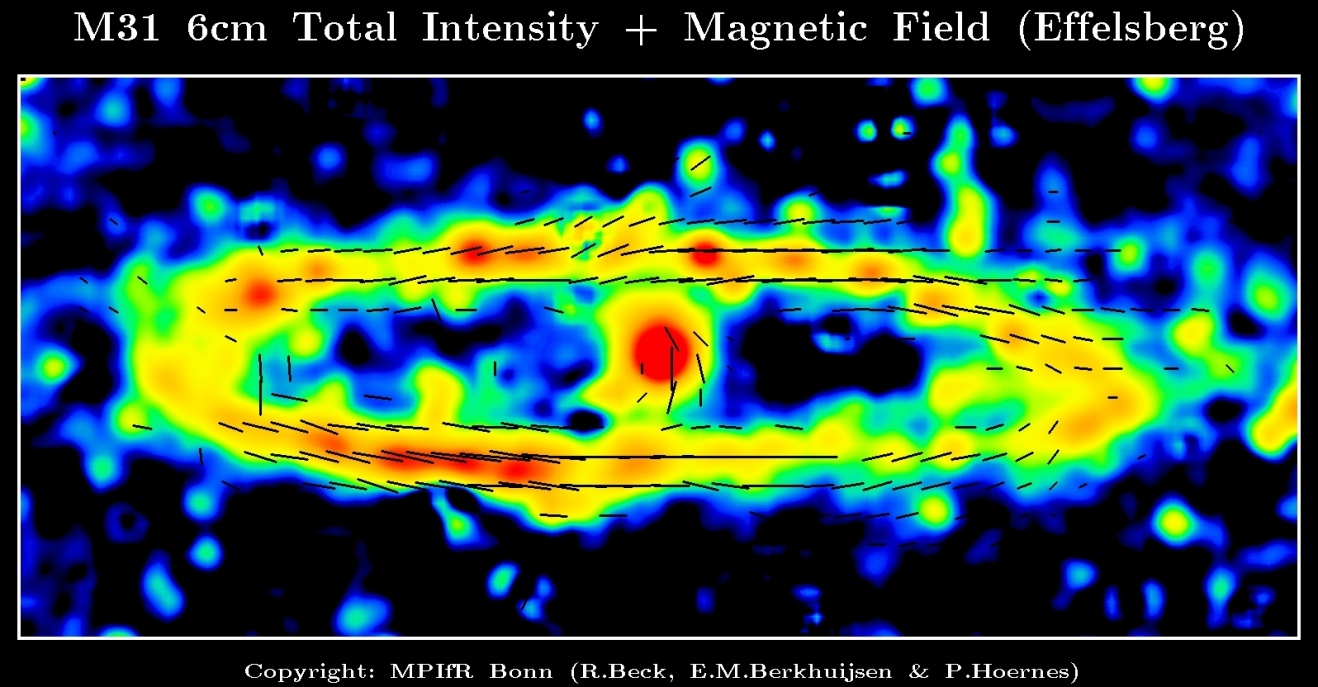 M31 6cm Total Intensity + Magnetic Field (Effelsberg)
Copyright: MPIfR Bonn (R.Beck, E.M.Berkhuijsen & P.Hoernes)